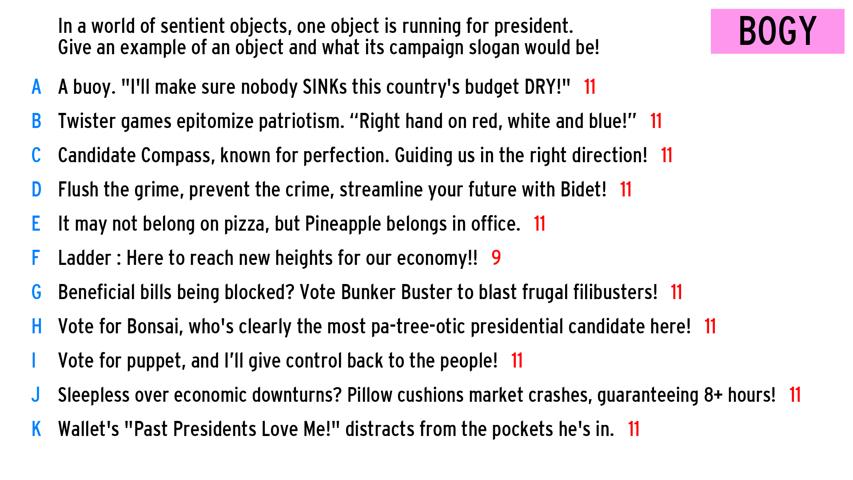 In a world of sentient objects, one object is running for president.
Give an example of an object and what its campaign slogan would be!
BOGY
A A buoy. "I'll make sure nobody SINKs this country's budget DRY!" 11
B Twister games epitomize patriotism. “Right hand on red, white and blue!” 11
C Candidate Compass, known for perfection. Guiding us in the right direction! 11
D Flush the grime, prevent the crime, streamline your future with Bidet! 11
E It may not belong on pizza, but Pineapple belongs in office. 11
F Ladder : Here to reach new heights for our economy!! 9
G Beneficial bills being blocked? Vote Bunker Buster to blast frugal filibusters! 11
H Vote for Bonsai, who's clearly the most pa-tree-otic presidential candidate here! 11
I Vote for puppet, and I’ll give control back to the people! 11
J Sleepless over economic downturns? Pillow cushions market crashes, guaranteeing 8+ hours! 11
K Wallet's "Past Presidents Love Me!" distracts from the pockets he's in. 11